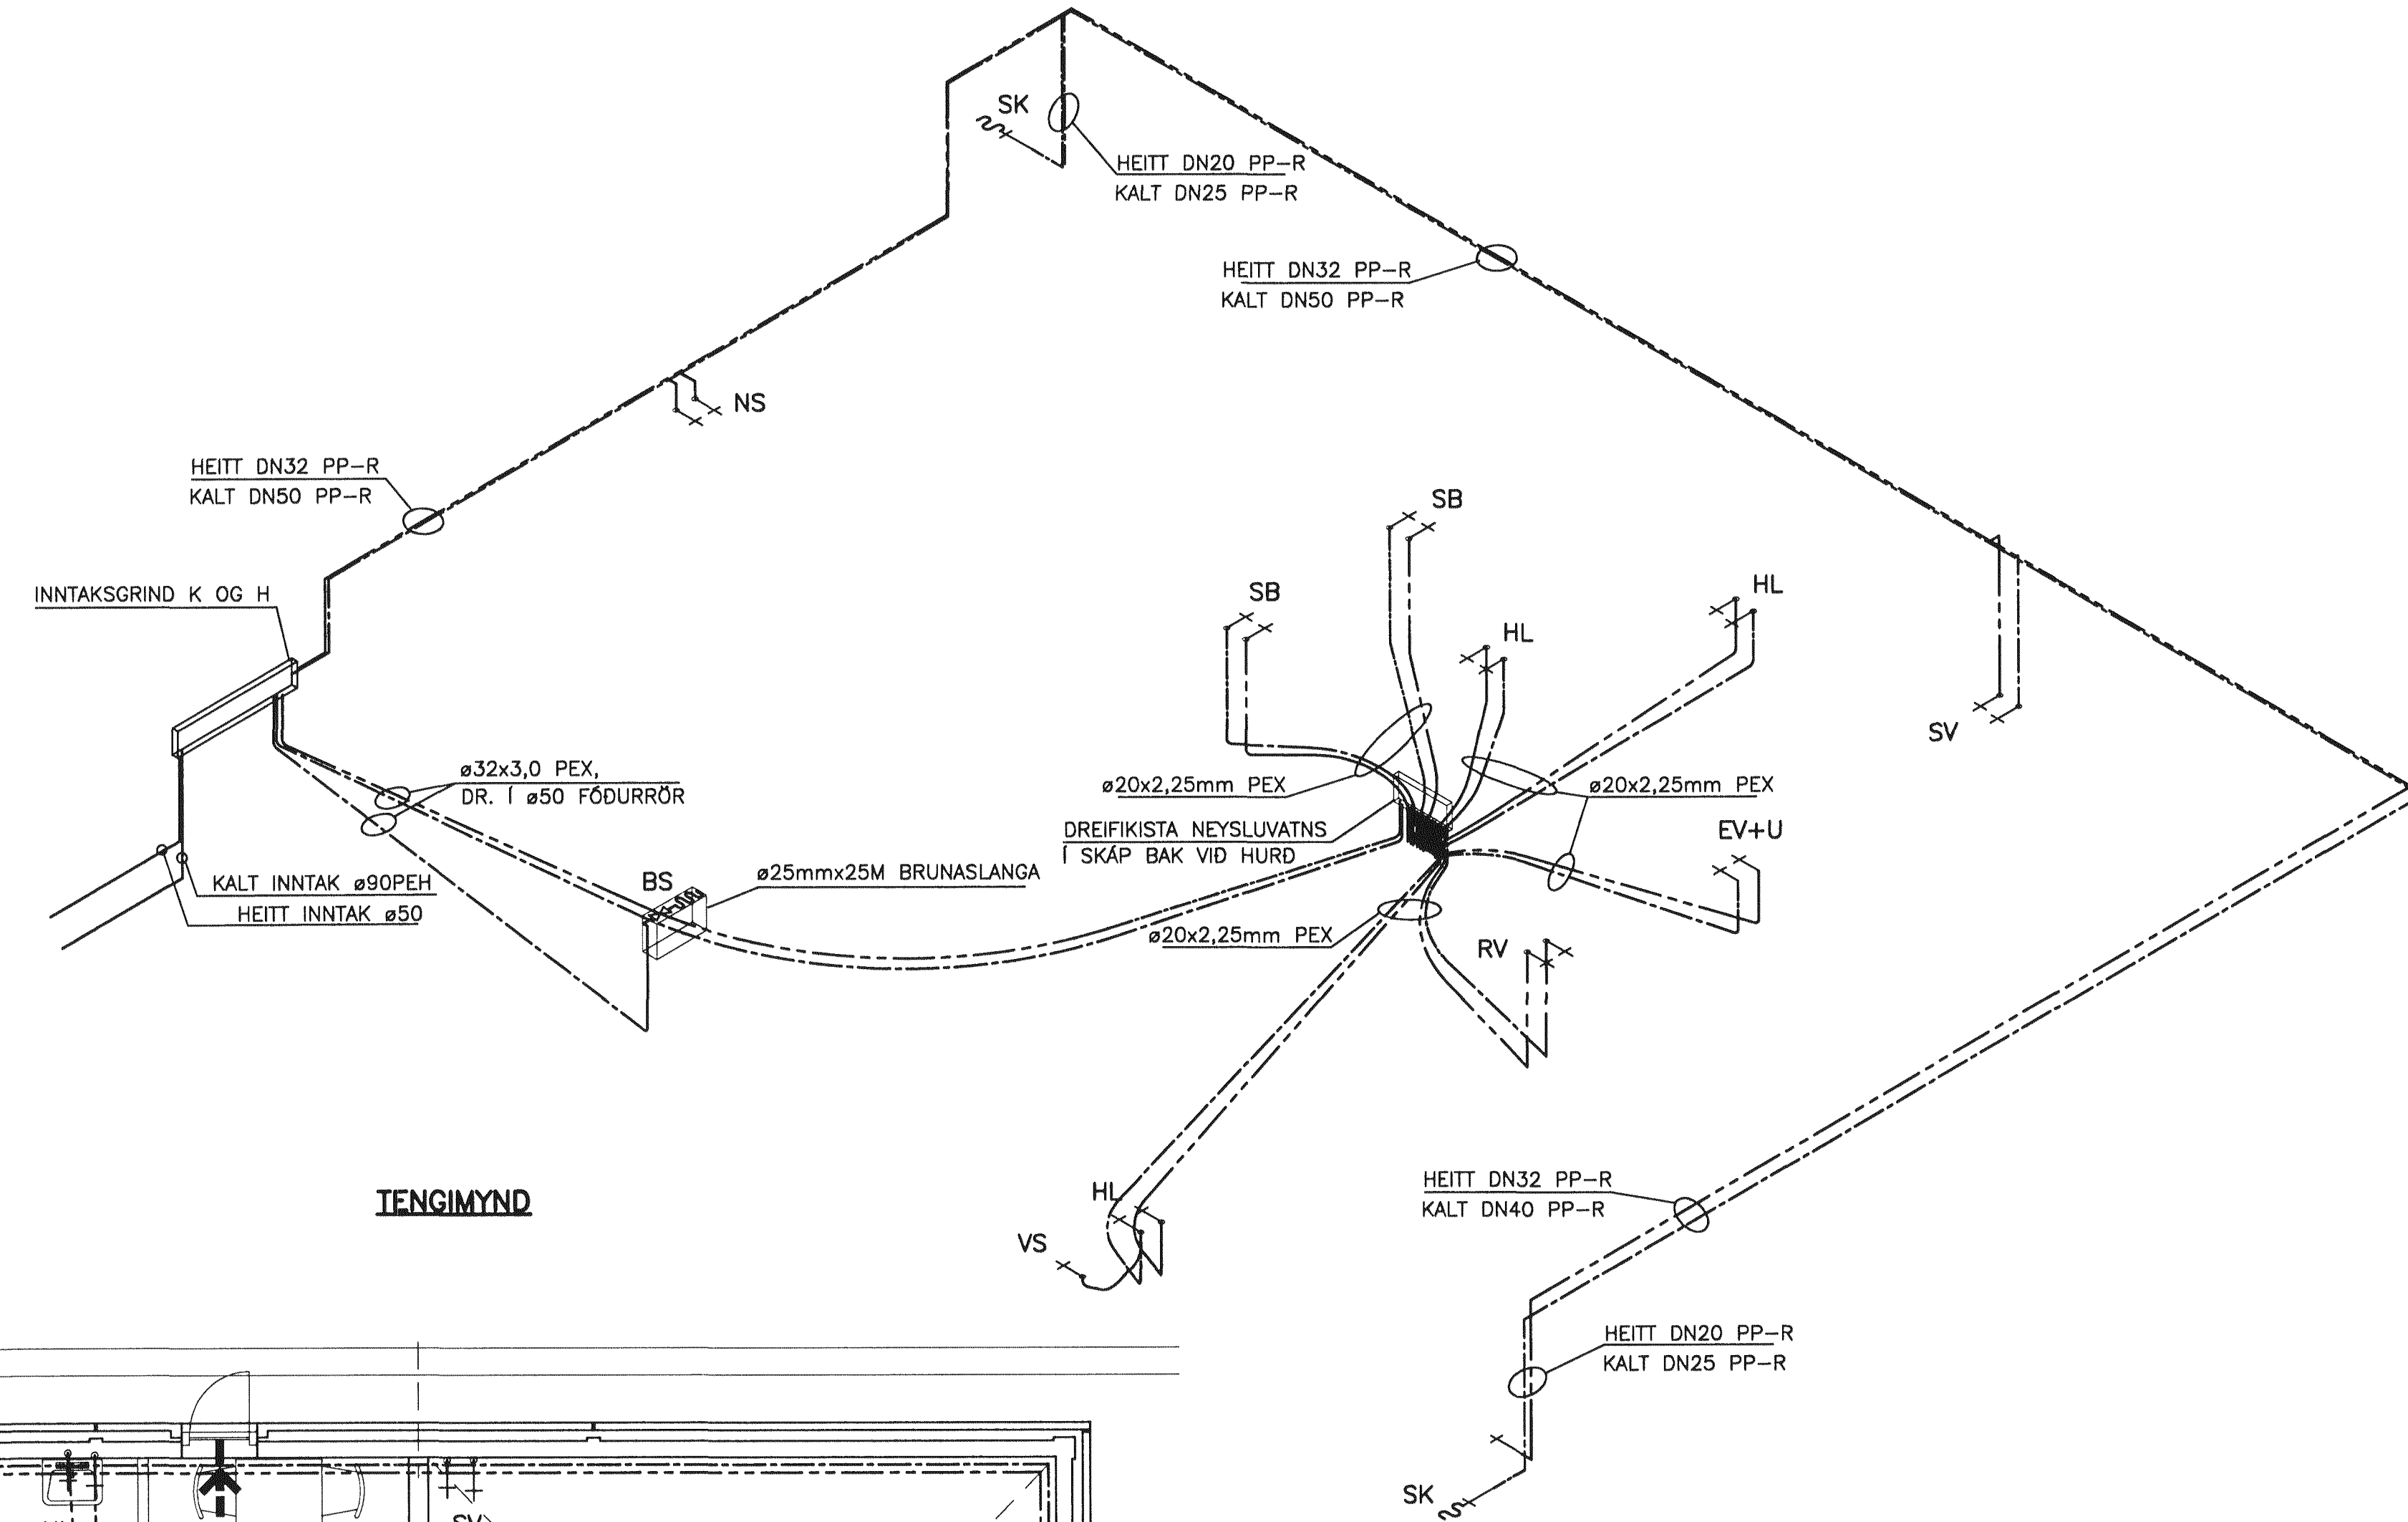 SK
HEITT DN20 PP-R
KALT DN25 PP-R
HEITT DN32 PP-R
KALT DN50 PP-R
NS
HEITT DN32 PP-R
KALT DN50 PP-R
SB
SB
HL
HL
INNTAKSGRIND K OG H
SV
ø32x3,0 PEX,
DR. Í ø50 FÓÐURRÖR
ø20x2,25mm PEX
ø20x2,25mm PEX
DREIFIKISTA NEYSLUVATNS
Í SKÁP BAK VIÐ HURÐ
EV+U
KALT INNTAK ø90PEH
HEITT INNTAK ø50
BS
ø25mmx25M BRUNASLANGA
ø20x2,25mm PEX
RV
TENGIMYND
HL
VS
HEITT DN32 PP-R
KALT DN40 PP-R
HEITT DN20 PP-R
KALT DN25 PP-R
SK
SV